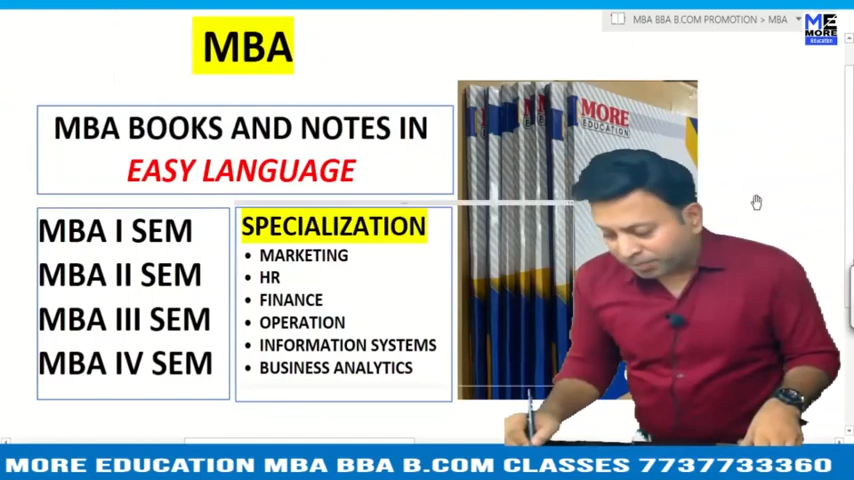 MBA BBA B.COM PROMOTION > MBA
ME
MORE
Education
MBA
MBA BOOKS AND NOTES IN
EASY LANGUAGE
MORE
EDUCATION
MBA I SEM
MBA II SEM
MBA III SEM
MBA IV SEM
SPECIALIZATION
• MARKETING
• HR
• FINANCE
• OPERATION
• INFORMATION SYSTEMS
• BUSINESS ANALYTICS
MORE EDUCATION MBA BBA B.COM CLASSES 7737733360